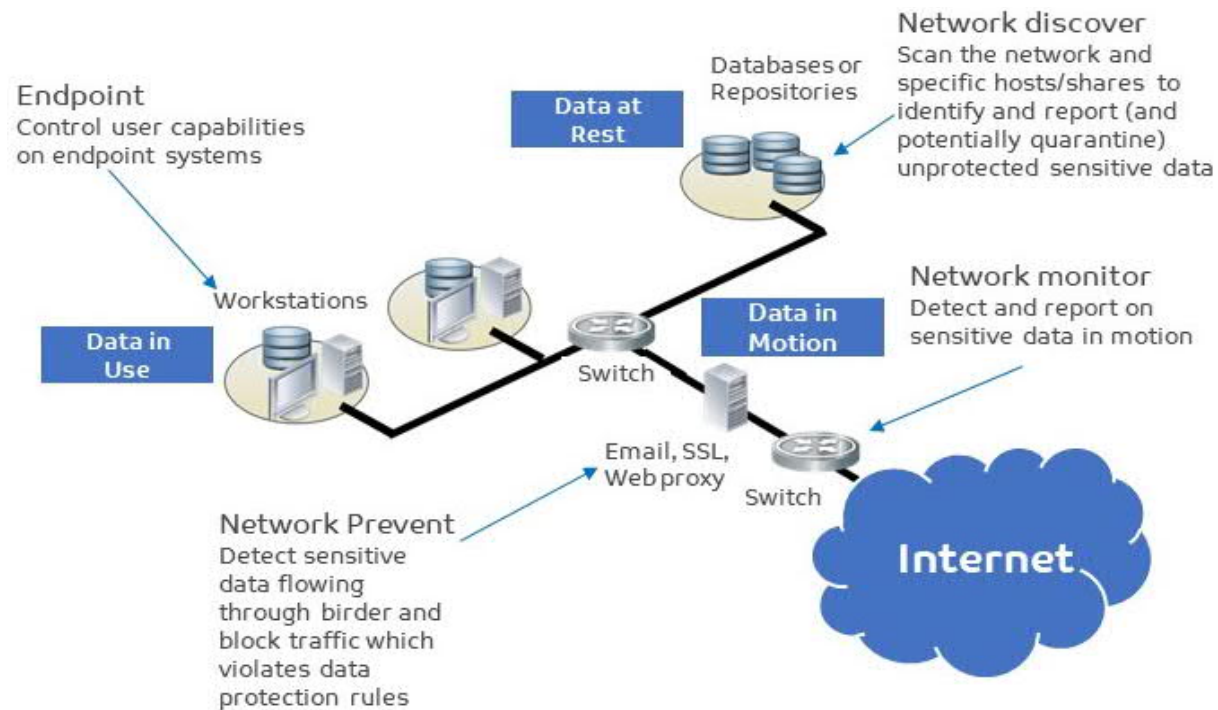 Network discover
Scan the network and
specific hosts/shares to
identify and report (and
potentially quarantine)
unprotected sensitive data
Databases or
Repositories
Data at
Rest
Endpoint
Control user capabilities
on endpoint systems
Workstations
Data in
Use
Network monitor
Detect and report on
sensitive data in motion
Data in
Motion
Switch
Email, SSL,
Web proxy
Switch
Network Prevent
Detect sensitive
data flowing
through birder and
block traffic which
violates data
protection rules
Internet